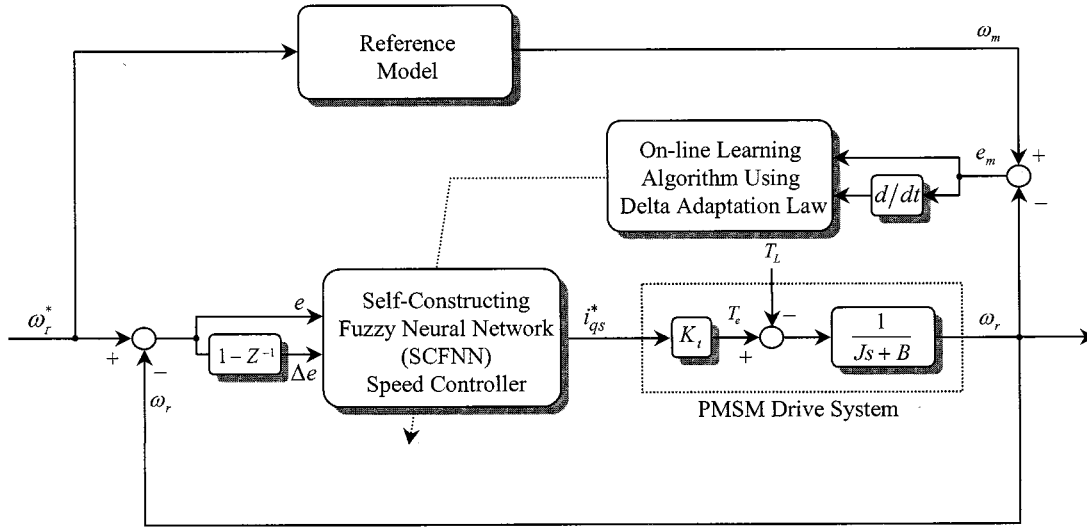 Reference
Model
ω_m
On-line Learning
Algorithm Using
Delta Adaptation Law
d/dt
e_m
+
−
T_L
ω_r^*
+
−
ω_r
e
1 − Z^{-1}
Δe
Self-Constructing
Fuzzy Neural Network
(SCFNN)
Speed Controller
i_{qs}^*
K_t
T_e
+
−
1
Js + B
ω_r
PMSM Drive System